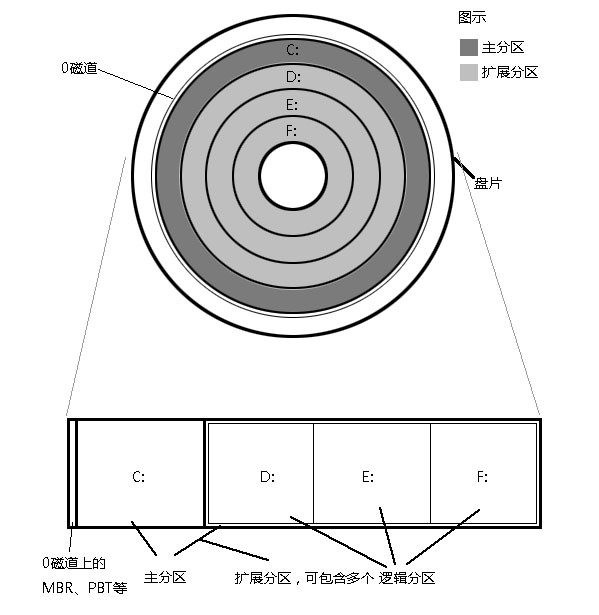 图示
主分区
扩展分区
0磁道
C:
D:
E:
F:
盘片
C:
D:
E:
F:
0磁道上的
MBR、PBT等
主分区
扩展分区，可包含多个 逻辑分区